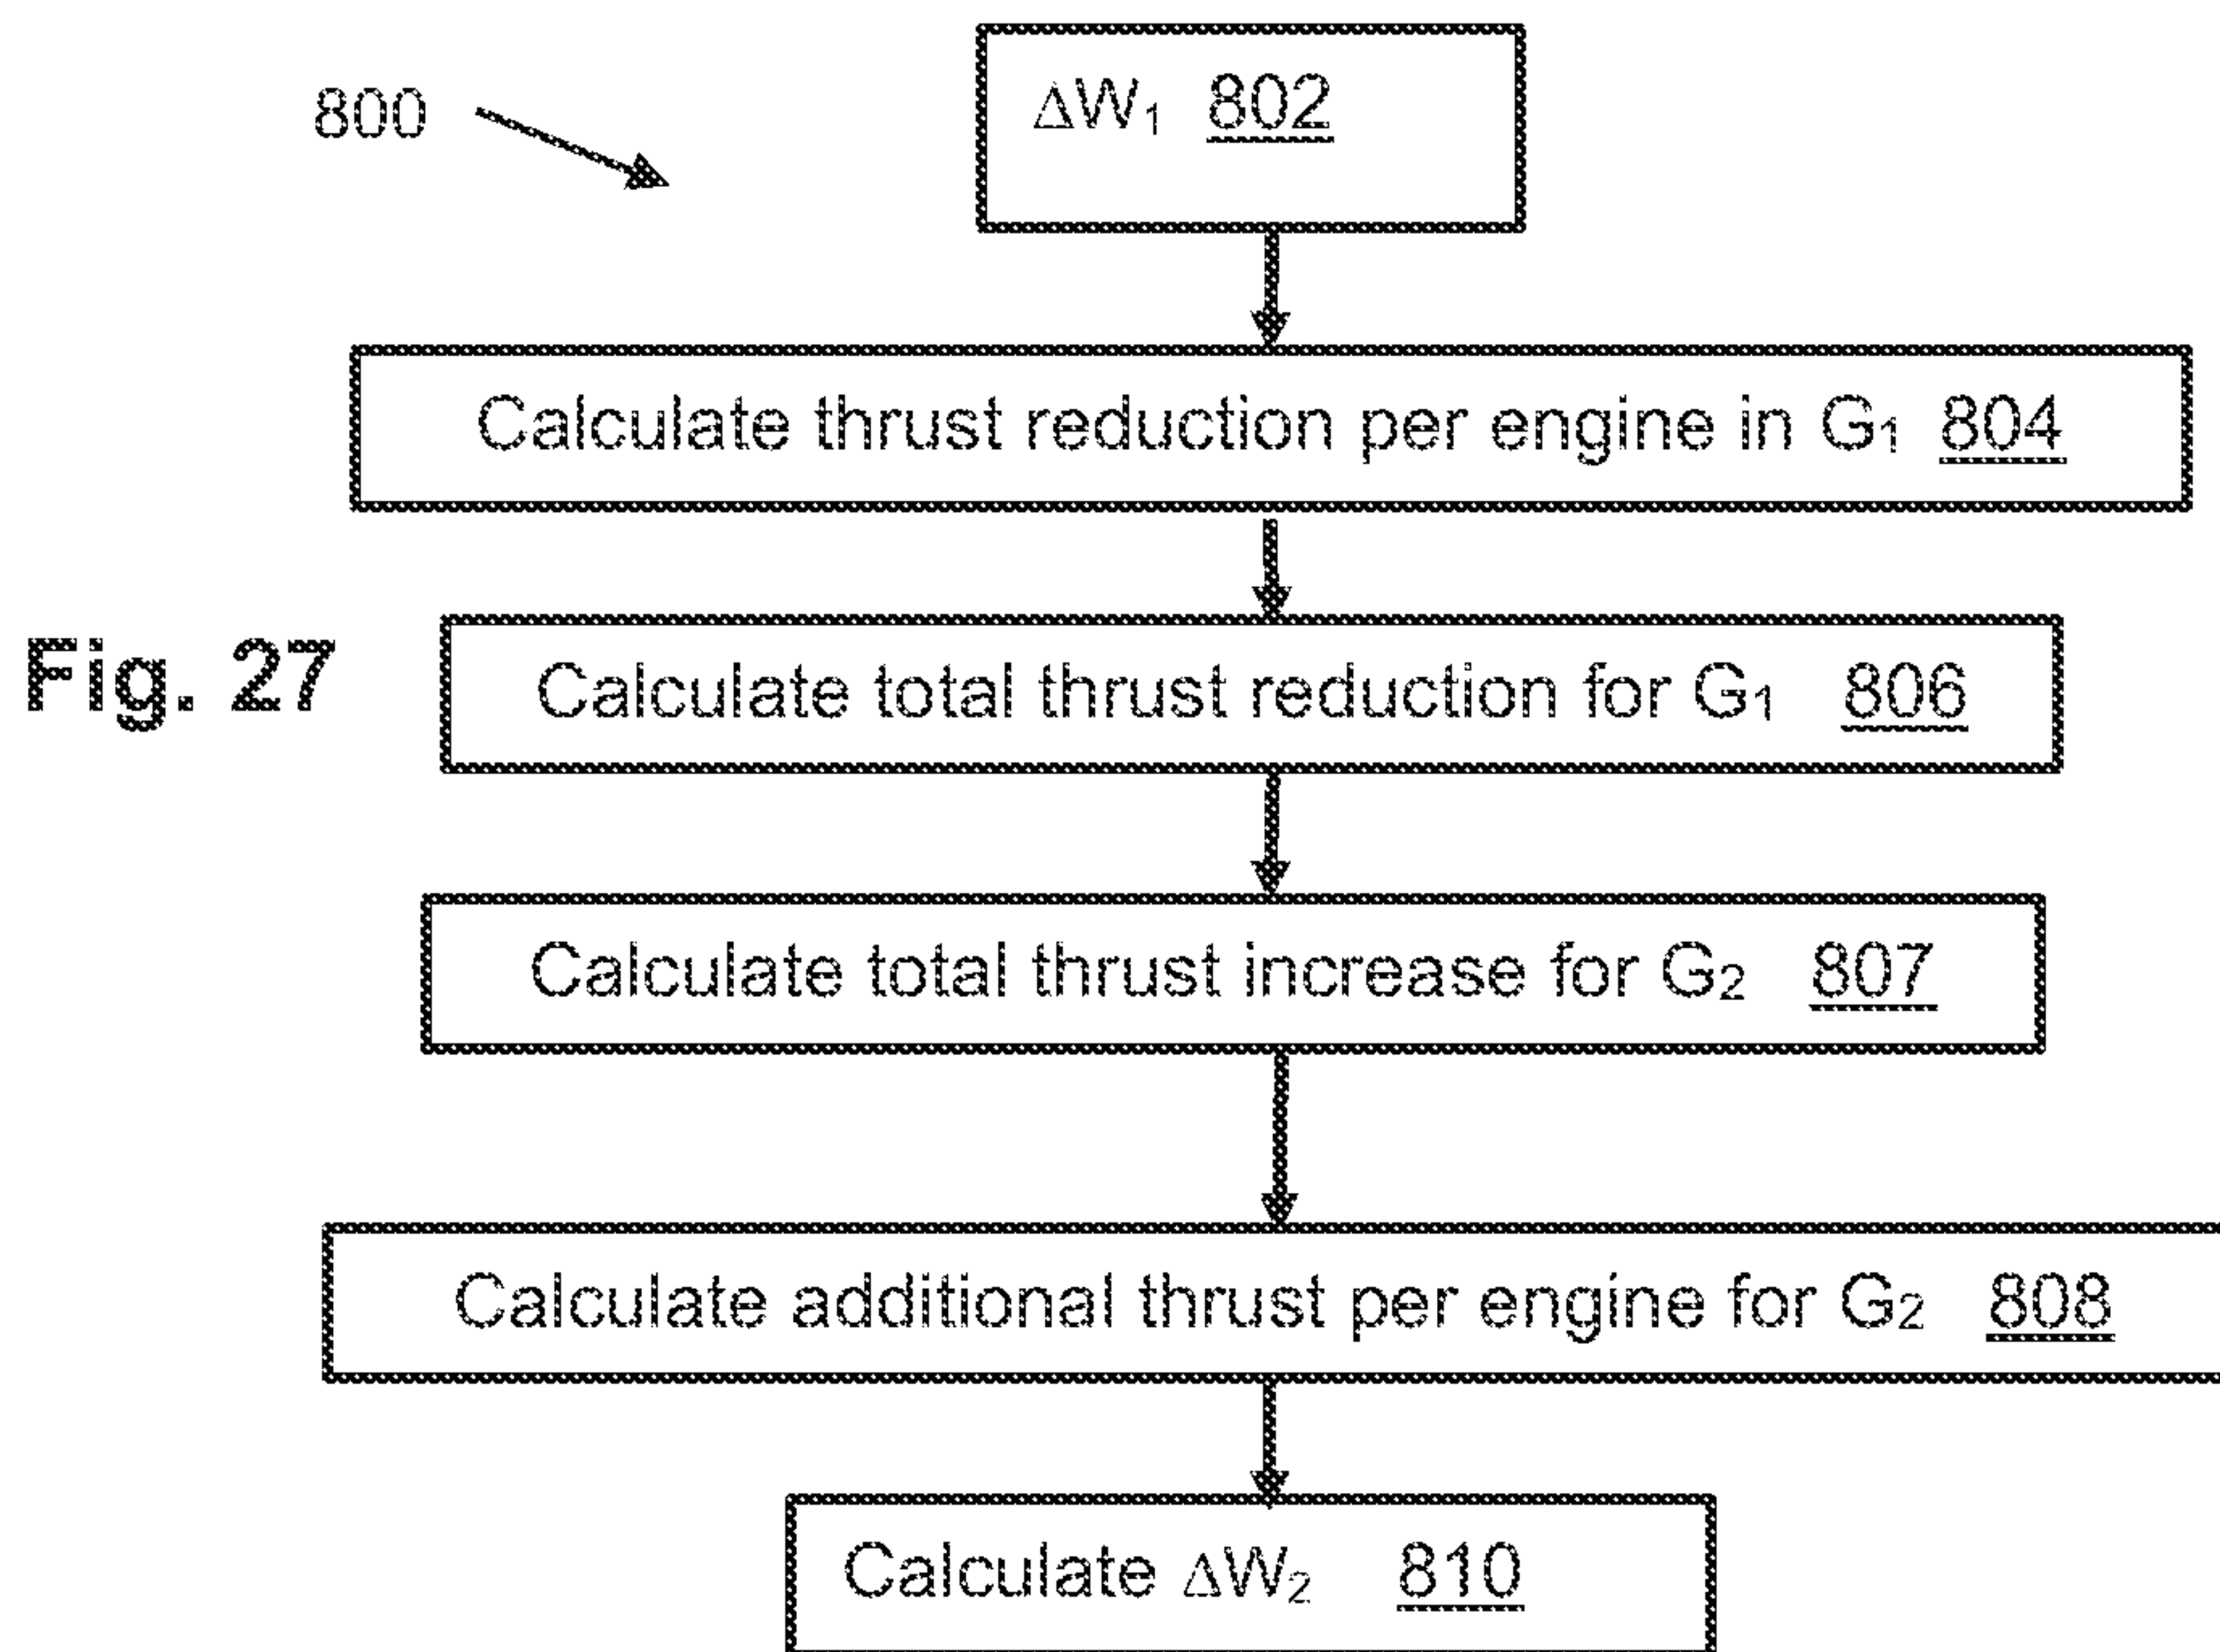 800
ΔW₁ 802
Calculate thrust reduction per engine in G₁ 804
Fig. 27
Calculate total thrust reduction for G₁ 806
Calculate total thrust increase for G₂ 807
Calculate additional thrust per engine for G₂ 808
Calculate ΔW₂ 810